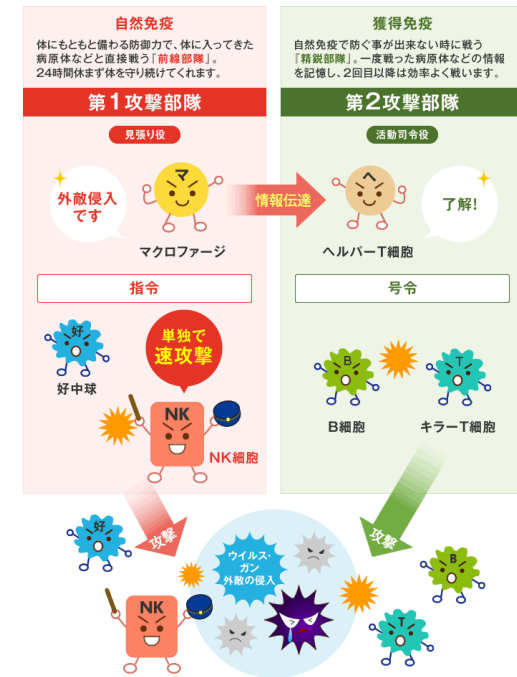 自然免疫
体にもともと備わる防御力で、体に入ってきた
病原体などと直接戦う『前線部隊』。
24時間休まず体を守り続けてくれます。
第1攻撃部隊
見張り役
外敵侵入
です
マ
マクロファージ
情報伝達
指令
好
好中球
単独で
速攻撃
NK
NK細胞
獲得免疫
自然免疫で防ぐ事が出来ない時に戦う
『精鋭部隊』。一度戦った病原体などの情報
を記憶し、2回目以降は効率よく戦います。
第2攻撃部隊
活動司令役
ヘ
ヘルパーT細胞
了解!
号令
B
B細胞
T
キラーT細胞
攻撃
攻撃
好
NK
ウイルス・
ガン
外敵の侵入
B
T